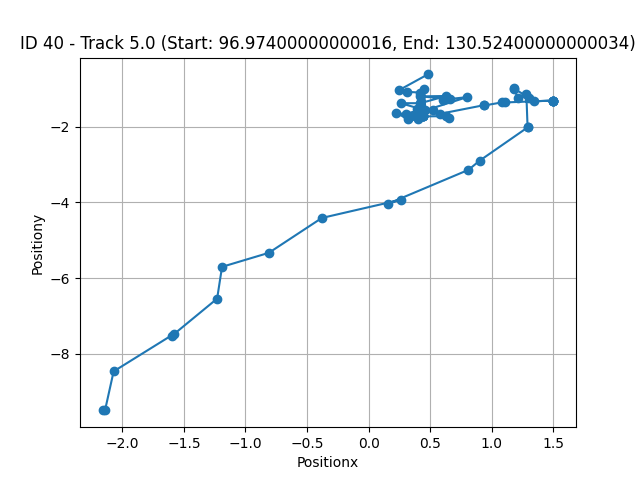 ID 40 - Track 5.0 (Start: 96.97400000000016, End: 130.52400000000034)
Positiony
−2
−4
−6
−8
−2.0 −1.5 −1.0 −0.5 0.0 0.5 1.0 1.5
Positionx